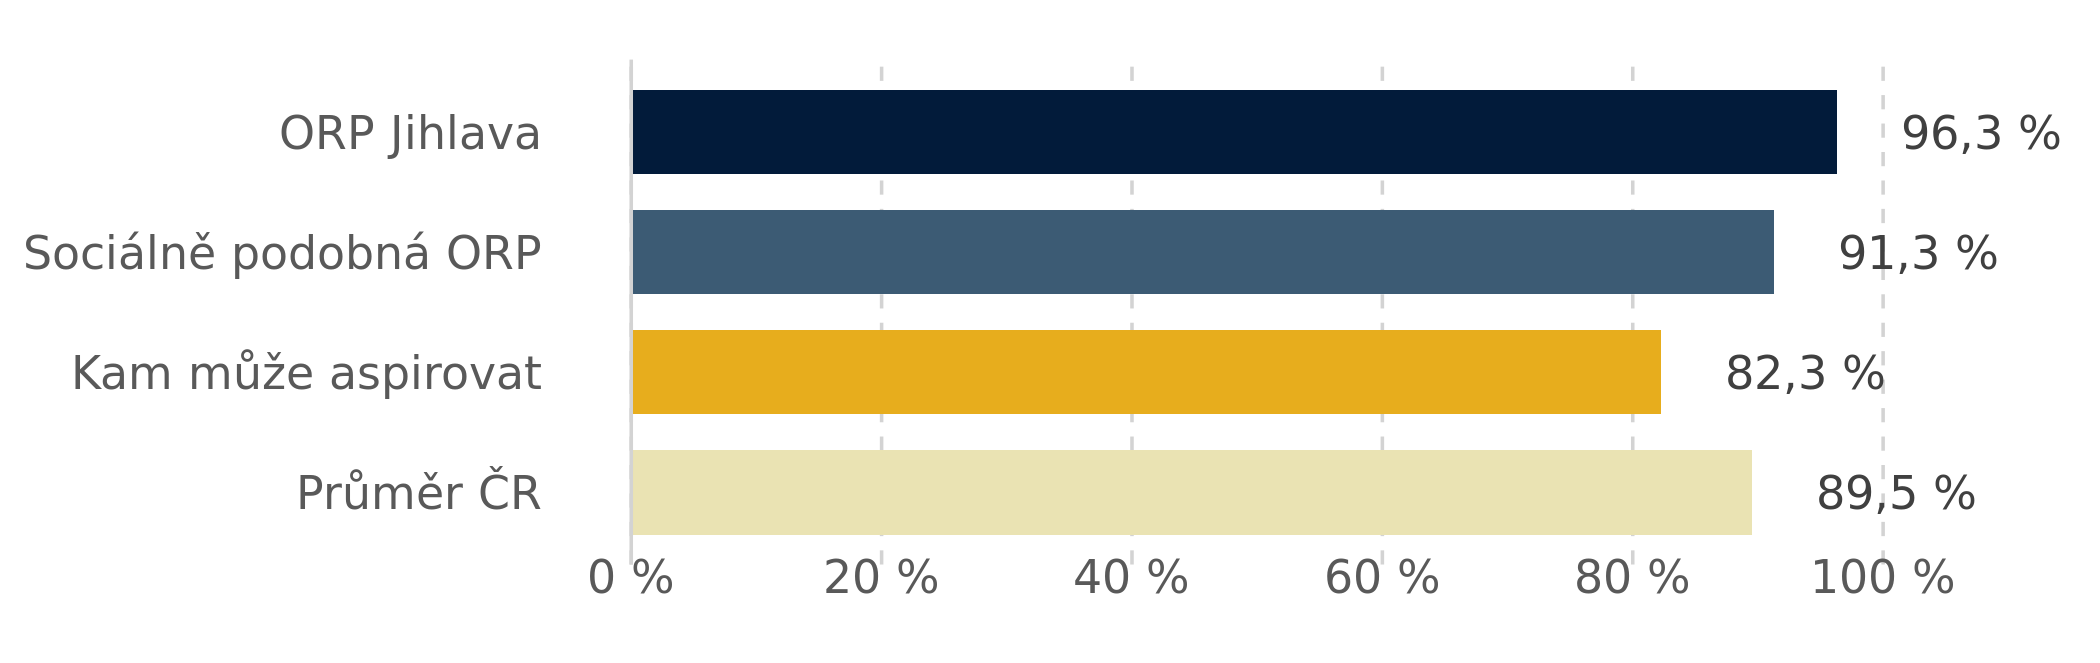 ORP Jihlava 96,3 %
Sociálně podobná ORP 91,3 %
Kam může aspirovat 82,3 %
Průměr ČR 89,5 %
0 % 20 % 40 % 60 % 80 % 100 %